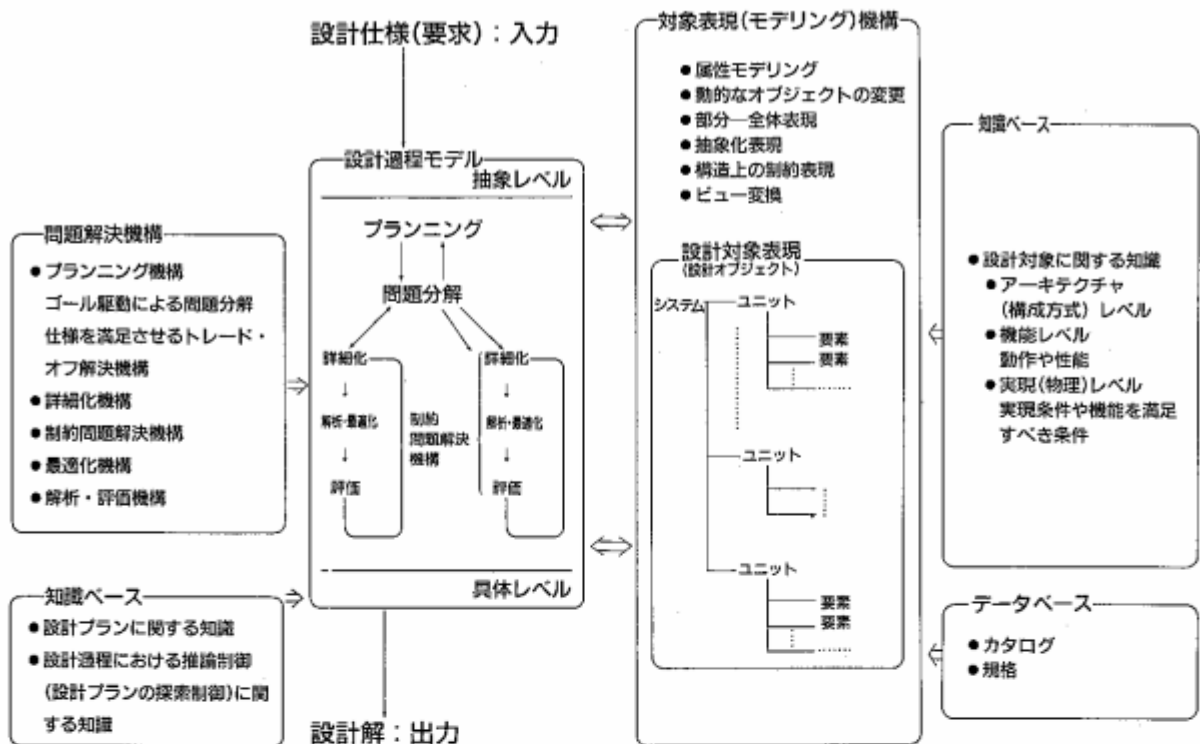 設計仕様(要求)：入力
設計過程モデル
抽象レベル
プランニング
問題分解
詳細化
解析・最適化
評価
制約
問題解決
機構
詳細化
解析・最適化
評価
具体レベル
設計解：出力
問題解決機構
●プランニング機構
ゴール駆動による問題分解
仕様を満足させるトレード・
オフ解決機構
●詳細化機構
●制約問題解決機構
●最適化機構
●解析・評価機構
知識ベース
●設計プランに関する知識
●設計過程における推論制御
(設計プランの探索制御)に関
する知識
対象表現(モデリング)機構
●属性モデリング
●動的なオブジェクトの変更
●部分―全体表現
●抽象化表現
●構造上の制約表現
●ビュー変換
設計対象表現
(設計オブジェクト)
システム
ユニット
要素
要素
ユニット
ユニット
要素
要素
知識ベース
●設計対象に関する知識
●アーキテクチャ
(構成方式) レベル
●機能レベル
動作や性能
●実現(物理)レベル
実現条件や機能を満足
すべき条件
データベース
●カタログ
●規格